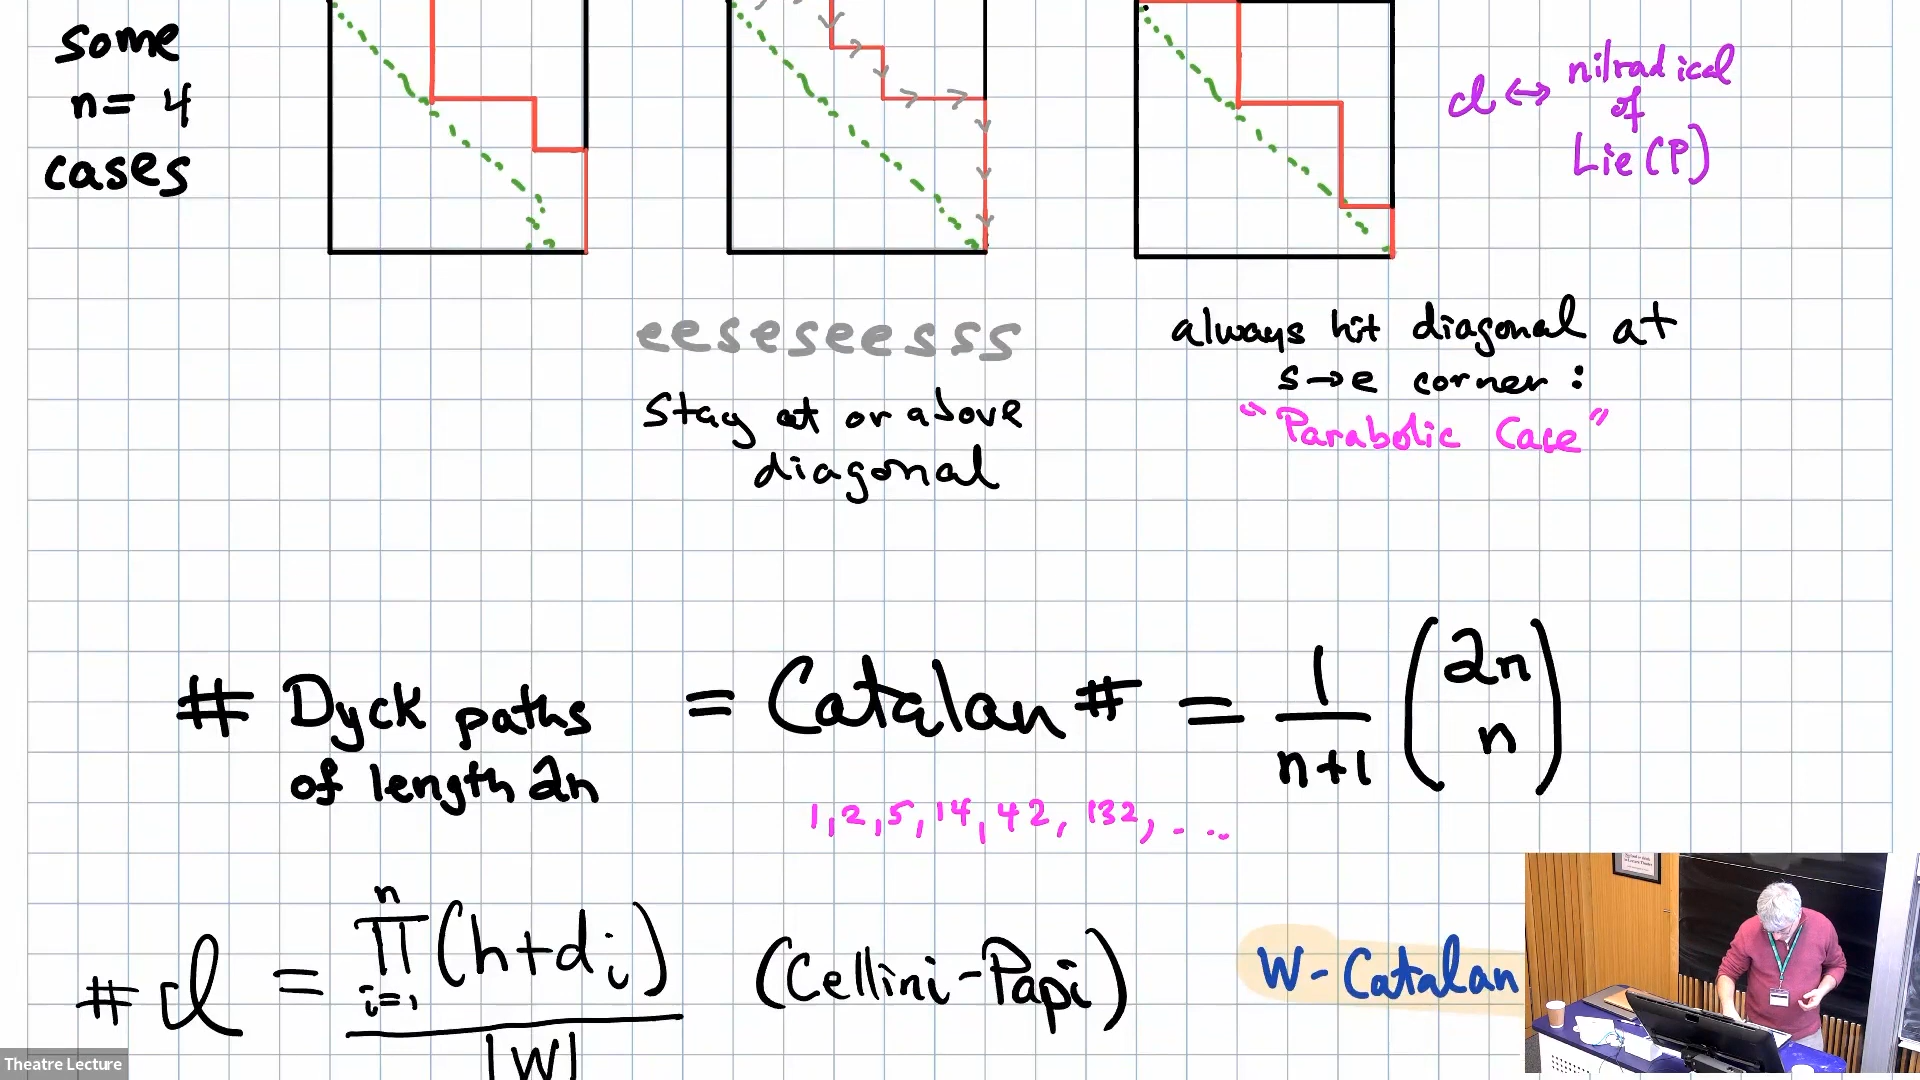 some
n= 4
cases
eeseseesss
Stay at or above
diagonal
always hit diagonal at
s→e corner :
"Parabolic Case"
𝓘 ↔ nilradical
of
Lie(P)
# Dyck paths
of length 2n
= Catalan # = 1/(n+1) (2n n)
1, 2, 5, 14, 42, 132, . . .
# 𝓘 = ∏ i=1 n (h+di) / |W| (Cellini-Papi)
W-Catalan
Theatre Lecture